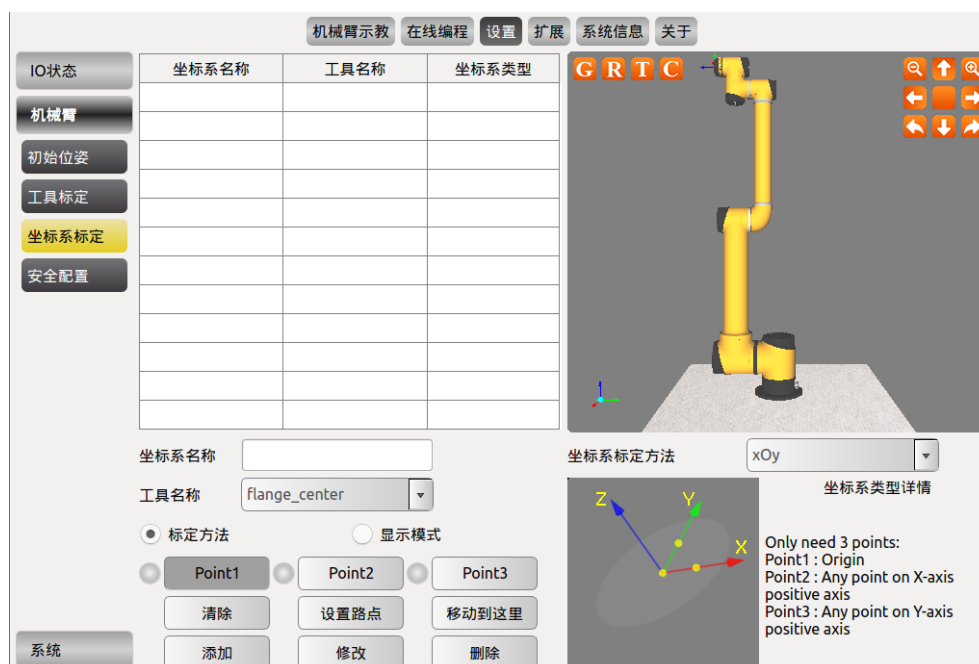 机械臂示教 在线编程 设置 扩展 系统信息 关于
IO状态
机械臂
初始位姿
工具标定
坐标系标定
安全配置
系统
坐标系名称 工具名称 坐标系类型
G R T C
坐标系名称
工具名称 flange_center
标定方法 显示模式
Point1 Point2 Point3
清除 设置路点 移动到这里
添加 修改 删除
坐标系标定方法 xOy
坐标系类型详情
Z Y X
Only need 3 points:
Point1 : Origin
Point2 : Any point on X-axis
positive axis
Point3 : Any point on Y-axis
positive axis